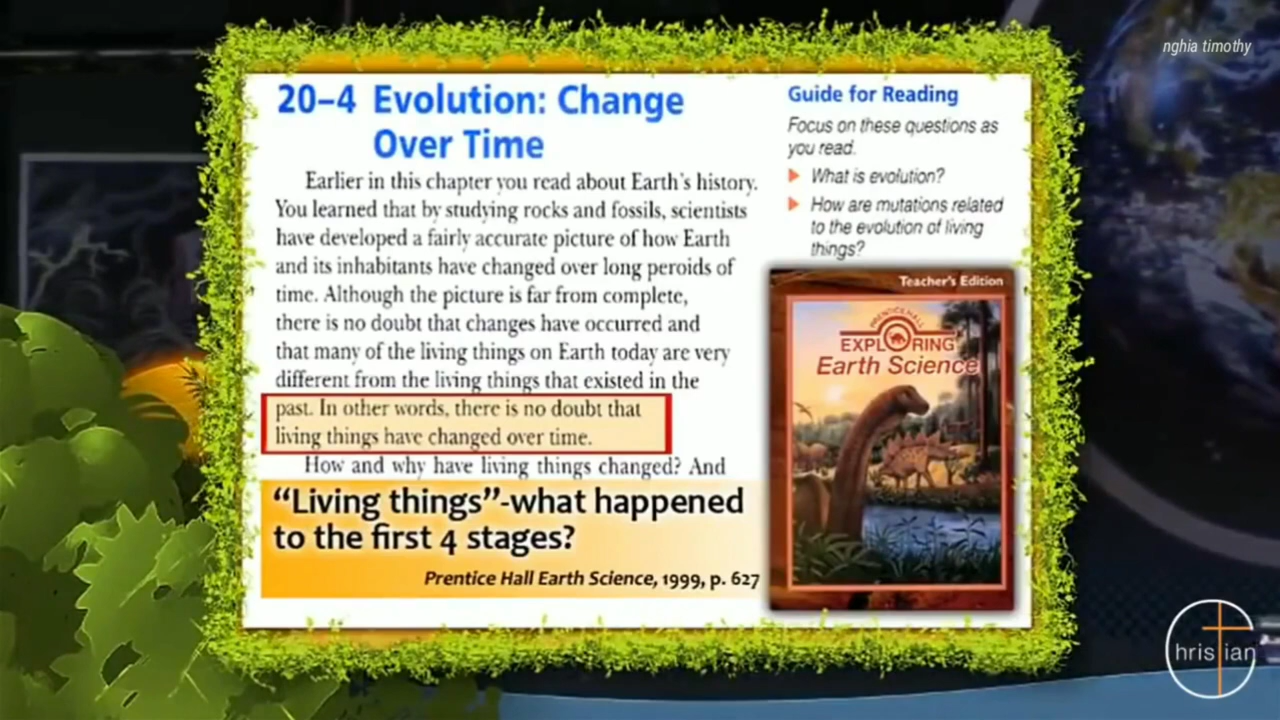 nghia timothy
20–4 Evolution: Change
Over Time
Earlier in this chapter you read about Earth's history.
You learned that by studying rocks and fossils, scientists
have developed a fairly accurate picture of how Earth
and its inhabitants have changed over long peroids of
time. Although the picture is far from complete,
there is no doubt that changes have occurred and
that many of the living things on Earth today are very
different from the living things that existed in the
past. In other words, there is no doubt that
living things have changed over time.
How and why have living things changed? And
"Living things"-what happened
to the first 4 stages?
Prentice Hall Earth Science, 1999, p. 627
Guide for Reading
Focus on these questions as
you read.
What is evolution?
How are mutations related
to the evolution of living
things?
Teacher's Edition
PRENTICE HALL
EXPLORING
Earth Science
hristian